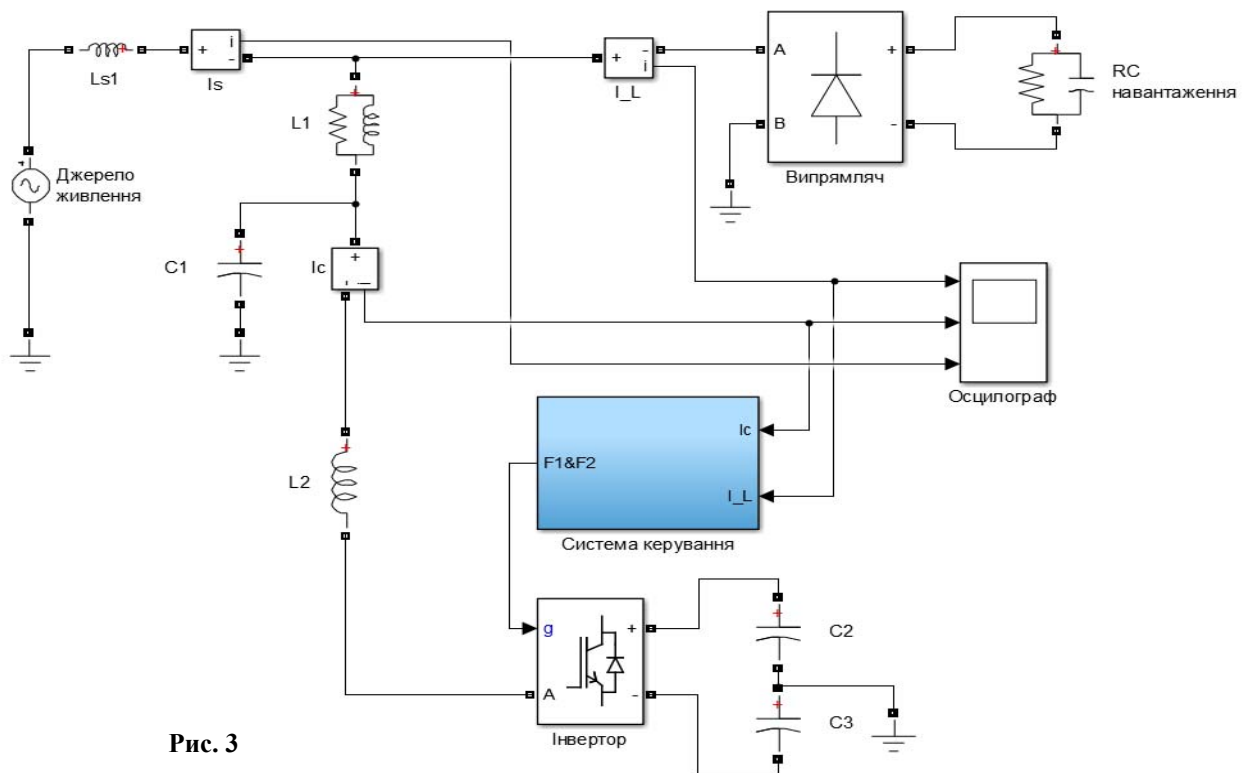 Ls1
+
i
-
Is
-
i
+
I_L
A
B
+
-
Випрямляч
RC
навантаження
L1
Джерело
живлення
C1
Ic
+
-
i
Осцилограф
L2
F1&F2
Ic
I_L
Система керування
g
A
+
-
Інвертор
C2
C3
Рис. 3